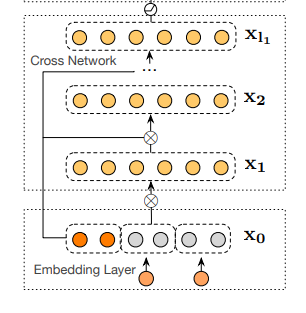 x_{l_1}
Cross Network
...
x_2
x_1
x_0
Embedding Layer